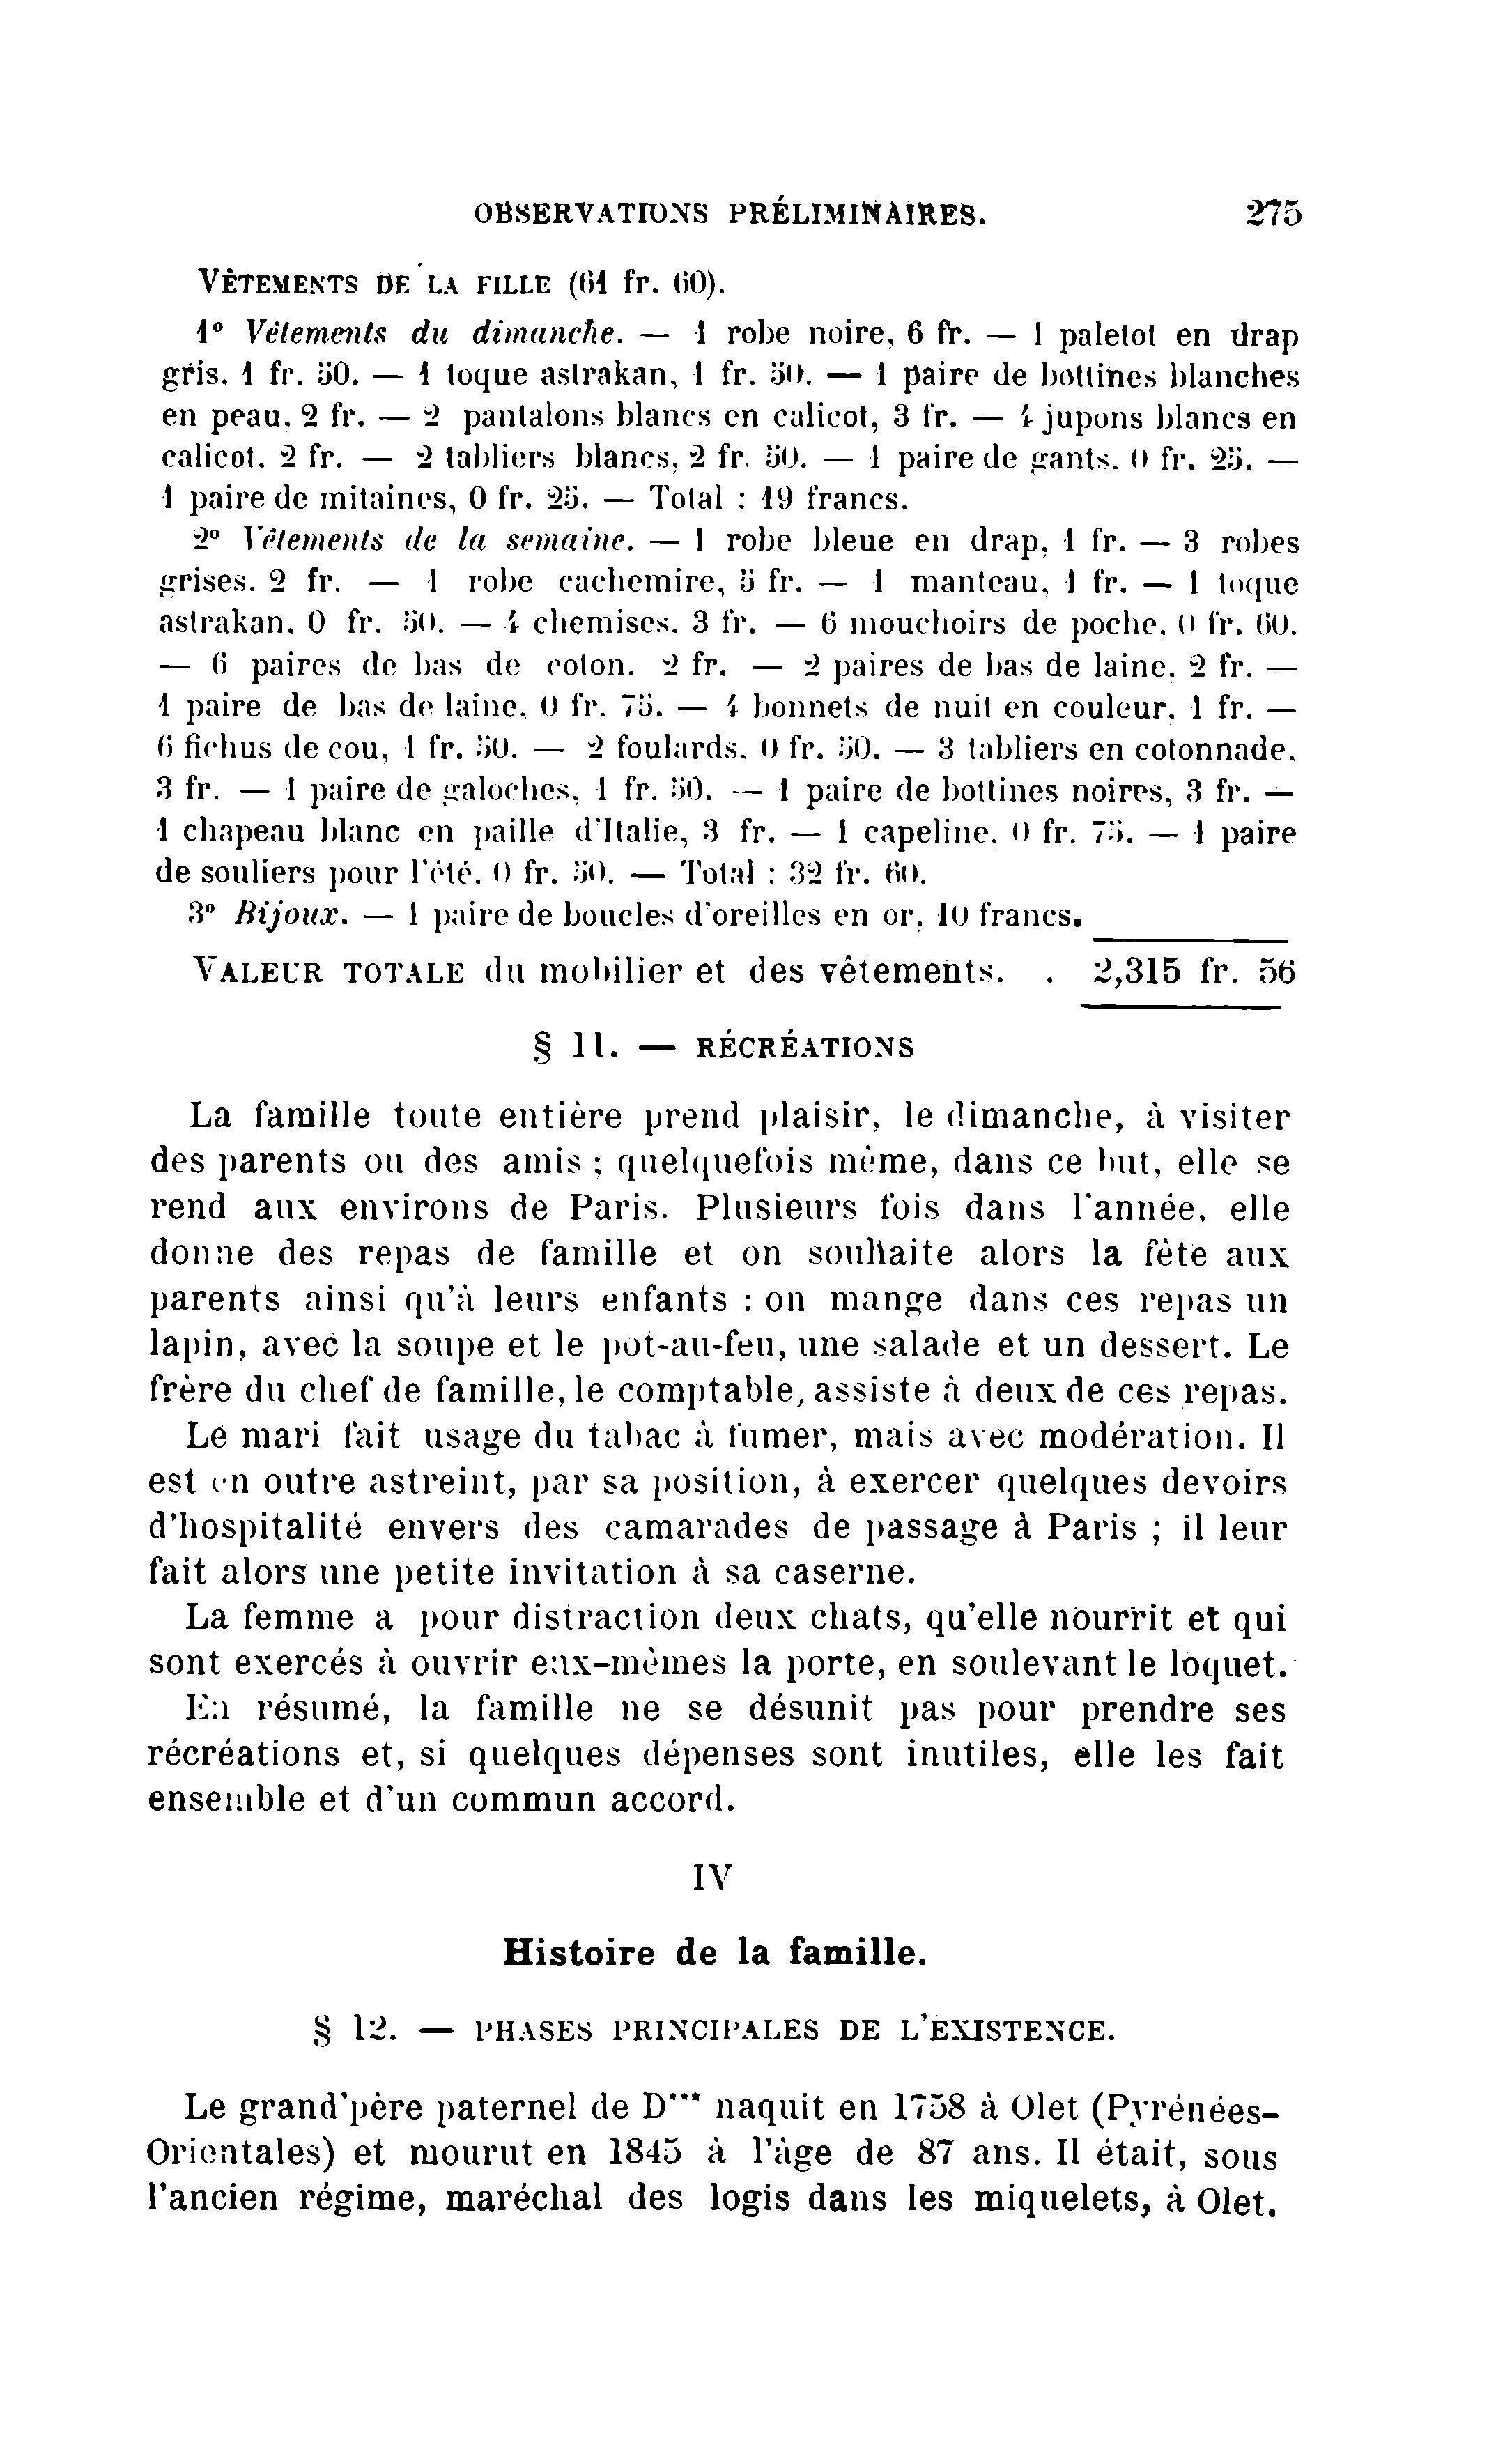 OBSERVATIONS PRÉLIMINAIRES. 275
VÊTEMENTS DE LA FILLE (61 fr. 60).
1° Vêtements du dimanche. — 1 robe noire, 6 fr. — 1 paletot en drap
gris. 1 fr. 50. — 1 toque astrakan, 1 fr. 50. — 1 paire de bottines blanches
en peau. 2 fr. — 2 pantalons blancs en calicot, 3 fr. — 4 jupons blancs en
calicot. 2 fr. — 2 tabliers blancs, 2 fr. 50. — 1 paire de gants. 0 fr. 25. —
1 paire de mitaines, 0 fr. 25. — Total : 19 francs.
2° Vêtements de la semaine. — 1 robe bleue en drap, 1 fr. — 3 robes
grises. 2 fr. — 1 robe cachemire, 5 fr. — 1 manteau, 1 fr. — 1 toque
astrakan. 0 fr. 50. — 4 chemises. 3 fr. — 6 mouchoirs de poche. 0 fr. 60.
— 6 paires de bas de coton. 2 fr. — 2 paires de bas de laine. 2 fr. —
1 paire de bas de laine. 0 fr. 75. — 4 bonnets de nuit en couleur. 1 fr. —
6 fichus de cou, 1 fr. 50. — 2 foulards. 0 fr. 50. — 3 tabliers en cotonnade.
3 fr. — 1 paire de galoches, 1 fr. 50. — 1 paire de bottines noires, 3 fr. —
1 chapeau blanc en paille d'Italie, 3 fr. — 1 capeline. 0 fr. 75. — 1 paire
de souliers pour l'été. 0 fr. 50. — Total : 32 fr. 60.
3° Bijoux. — 1 paire de boucles d'oreilles en or, 10 francs.
VALEUR TOTALE du mobilier et des vêtements. . 2,315 fr. 56
§ 11. — RÉCRÉATIONS
La famille toute entière prend plaisir, le dimanche, à visiter
des parents ou des amis ; quelquefois même, dans ce but, elle se
rend aux environs de Paris. Plusieurs fois dans l'année, elle
donne des repas de famille et on souhaite alors la fête aux
parents ainsi qu'à leurs enfants : on mange dans ces repas un
lapin, avec la soupe et le pot-au-feu, une salade et un dessert. Le
frère du chef de famille, le comptable, assiste à deux de ces repas.
Le mari fait usage du tabac à fumer, mais avec modération. Il
est en outre astreint, par sa position, à exercer quelques devoirs
d'hospitalité envers des camarades de passage à Paris ; il leur
fait alors une petite invitation à sa caserne.
La femme a pour distraction deux chats, qu'elle nourrit et qui
sont exercés à ouvrir eux-mêmes la porte, en soulevant le loquet.
En résumé, la famille ne se désunit pas pour prendre ses
récréations et, si quelques dépenses sont inutiles, elle les fait
ensemble et d'un commun accord.
IV
Histoire de la famille.
§ 12. — PHASES PRINCIPALES DE L'EXISTENCE.
Le grand'père paternel de D*** naquit en 1758 à Olet (Pyrénées-
Orientales) et mourut en 1845 à l'âge de 87 ans. Il était, sous
l'ancien régime, maréchal des logis dans les miquelets, à Olet.